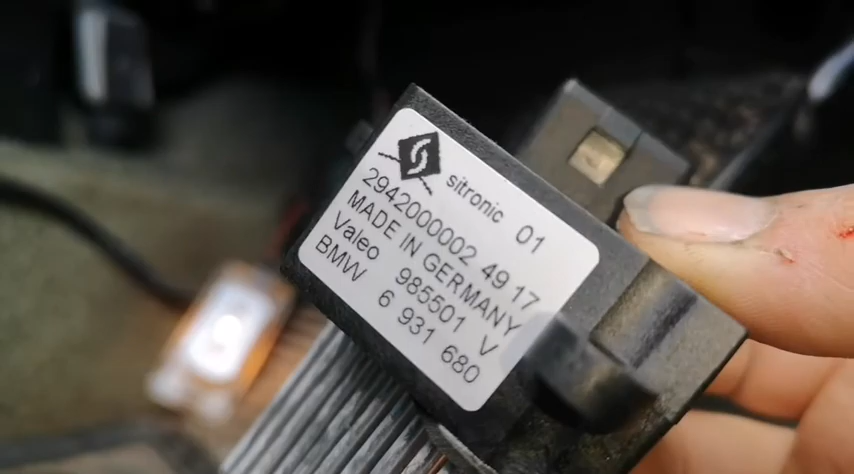 sitronic 01
2942000002 49 17
MADE IN GERMANY
Valeo 985501 V
BMW 6 931 680